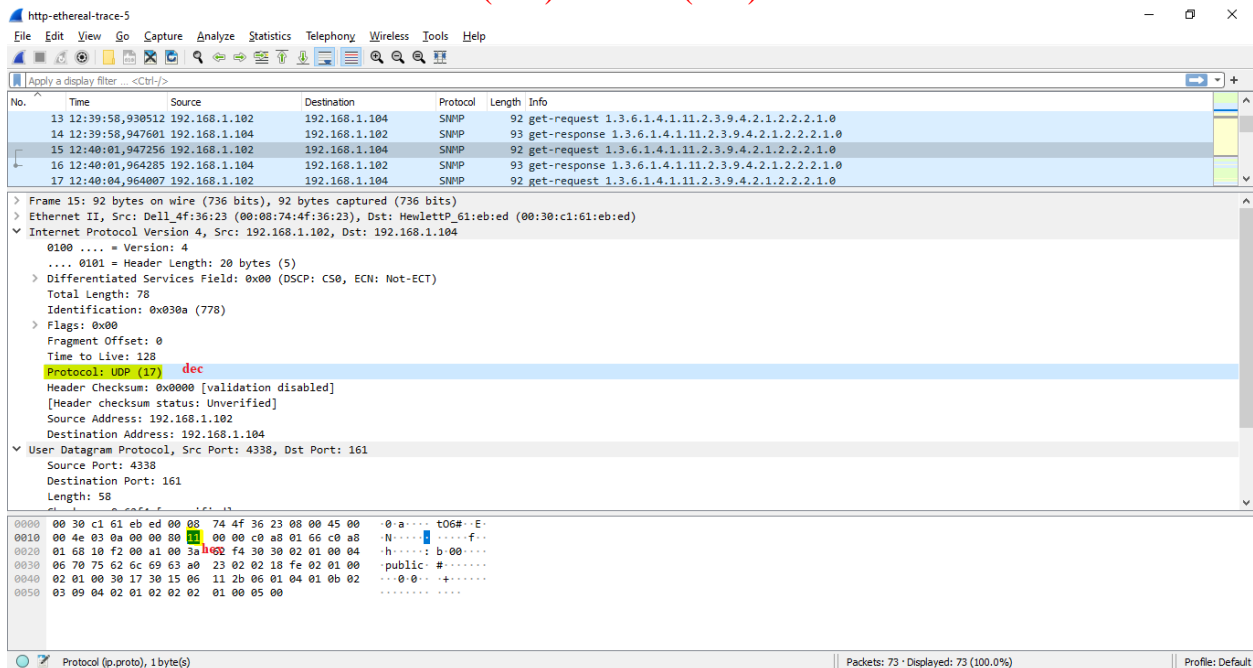 http-ethereal-trace-5
File Edit View Go Capture Analyze Statistics Telephony Wireless Tools Help
Apply a display filter ... <Ctrl-/>
No. Time Source Destination Protocol Length Info
13 12:39:58,930512 192.168.1.102 192.168.1.104 SNMP 92 get-request 1.3.6.1.4.1.11.2.3.9.4.2.1.2.2.2.1.0
14 12:39:58,947601 192.168.1.104 192.168.1.102 SNMP 93 get-response 1.3.6.1.4.1.11.2.3.9.4.2.1.2.2.2.1.0
15 12:40:01,947256 192.168.1.102 192.168.1.104 SNMP 92 get-request 1.3.6.1.4.1.11.2.3.9.4.2.1.2.2.2.1.0
16 12:40:01,964285 192.168.1.104 192.168.1.102 SNMP 93 get-response 1.3.6.1.4.1.11.2.3.9.4.2.1.2.2.2.1.0
17 12:40:04,964007 192.168.1.102 192.168.1.104 SNMP 92 get-request 1.3.6.1.4.1.11.2.3.9.4.2.1.2.2.2.1.0
Frame 15: 92 bytes on wire (736 bits), 92 bytes captured (736 bits)
Ethernet II, Src: Dell_4f:36:23 (00:08:74:4f:36:23), Dst: HewlettP_61:eb:ed (00:30:c1:61:eb:ed)
Internet Protocol Version 4, Src: 192.168.1.102, Dst: 192.168.1.104
0100 .... = Version: 4
.... 0101 = Header Length: 20 bytes (5)
Differentiated Services Field: 0x00 (DSCP: CS0, ECN: Not-ECT)
Total Length: 78
Identification: 0x030a (778)
Flags: 0x00
Fragment Offset: 0
Time to Live: 128
Protocol: UDP (17) dec
Header Checksum: 0x0000 [validation disabled]
[Header checksum status: Unverified]
Source Address: 192.168.1.102
Destination Address: 192.168.1.104
User Datagram Protocol, Src Port: 4338, Dst Port: 161
Source Port: 4338
Destination Port: 161
Length: 58
0000 00 30 c1 61 eb ed 00 08 74 4f 36 23 08 00 45 00 ·0·a···· tO6#··E·
0010 00 4e 03 0a 00 00 80 11 00 00 c0 a8 01 66 c0 a8 ·N······ ·····f··
0020 01 68 10 f2 00 a1 00 3a 62 f4 30 30 02 01 00 04 ·h·····: b·00····
hex
0030 06 70 75 62 6c 69 63 a0 23 02 02 18 fe 02 01 00 ·public· #·······
0040 02 01 00 30 17 30 15 06 11 2b 06 01 04 01 0b 02 ···0·0·· ·+······
0050 03 09 04 02 01 02 02 02 01 00 05 00 ········ ····
Protocol (ip.proto), 1 byte(s) Packets: 73 · Displayed: 73 (100.0%) Profile: Default